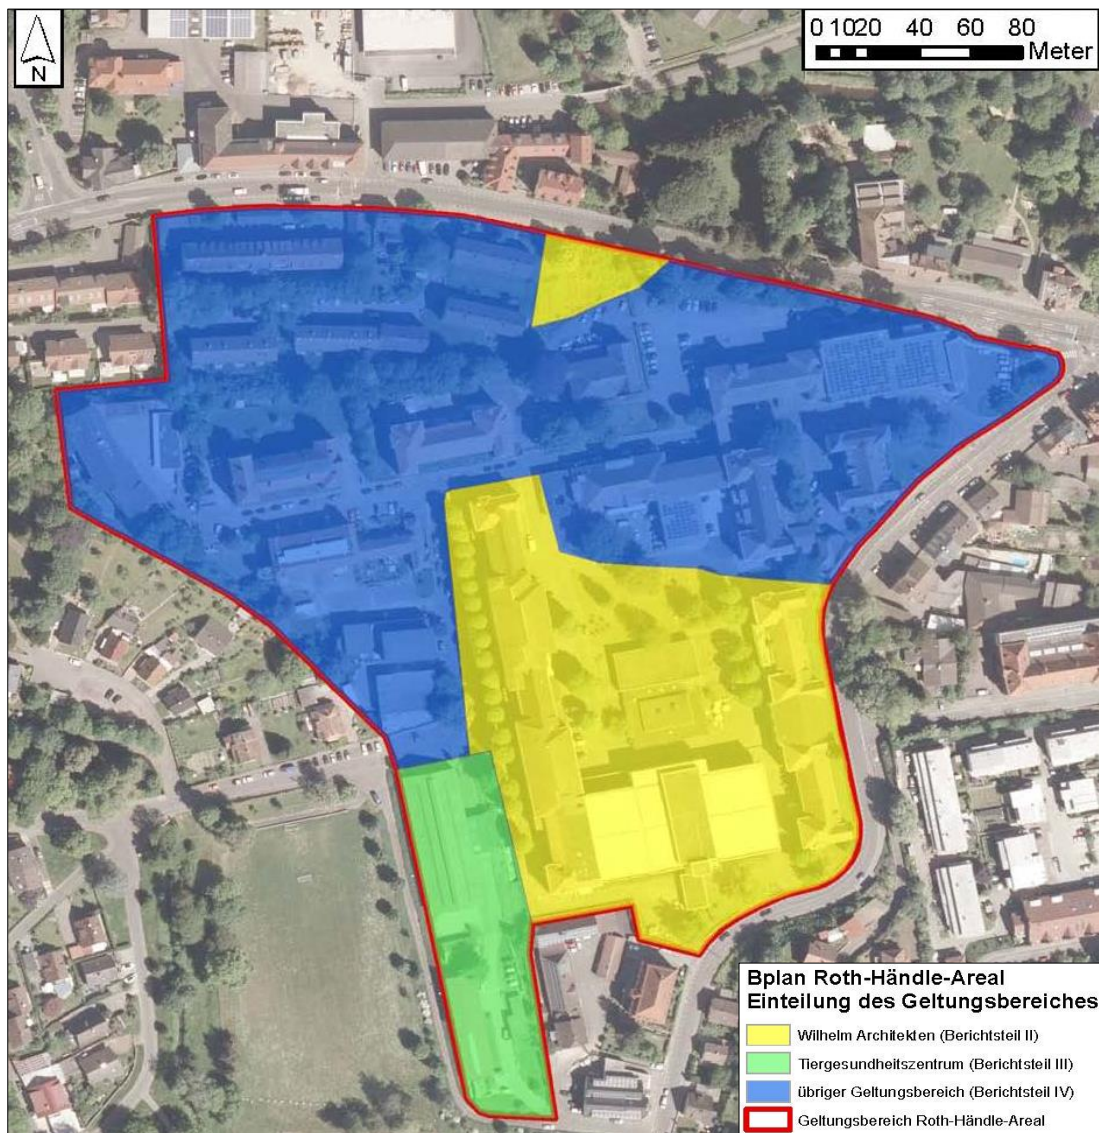 N
0 10 20 40 60 80
Meter
Bplan Roth-Händle-Areal
Einteilung des Geltungsbereiches
Wilhelm Architekten (Berichtsteil II)
Tiergesundheitszentrum (Berichtsteil III)
übriger Geltungsbereich (Berichtsteil IV)
Geltungsbereich Roth-Händle-Areal